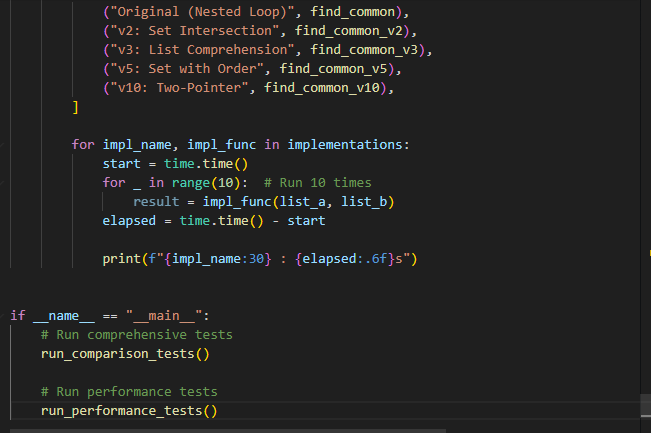 ("Original (Nested Loop)", find_common),
("v2: Set Intersection", find_common_v2),
("v3: List Comprehension", find_common_v3),
("v5: Set with Order", find_common_v5),
("v10: Two-Pointer", find_common_v10),
]
for impl_name, impl_func in implementations:
start = time.time()
for _ in range(10):  # Run 10 times
result = impl_func(list_a, list_b)
elapsed = time.time() - start
print(f"{impl_name:30} : {elapsed:.6f}s")
if __name__ == "__main__":
# Run comprehensive tests
run_comparison_tests()
# Run performance tests
run_performance_tests()